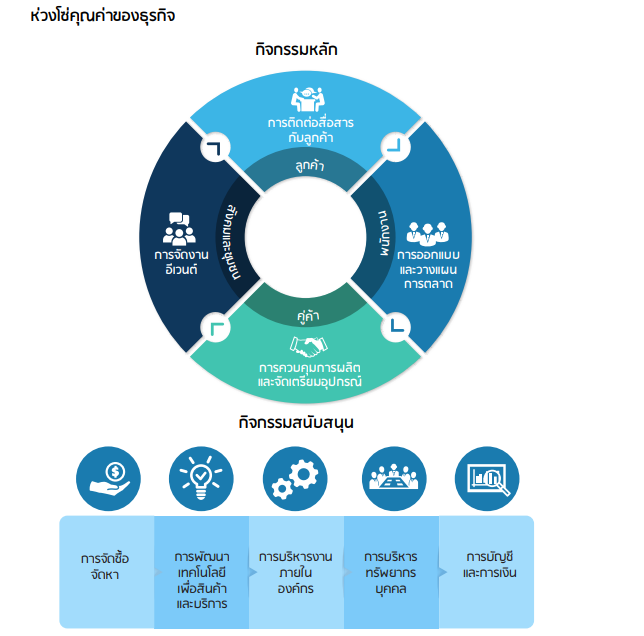 ห่วงโซ่คุณค่าของธุรกิจ
กิจกรรมหลัก
การติดต่อสื่อสาร
กับลูกค้า
ลูกค้า
การจัดงาน
อีเวนต์
สังคมและชุมชน
ทนงบกพ
การออกแบบ
และวางแผน
การตลาด
คู่ค้า
การควบคุมการผลิต
และจัดเตรียมอุปกรณ์
กิจกรรมสนับสนุน
การจัดซื้อ
จัดหา
การพัฒนา
เทคโนโลยี
เพื่อสินค้า
และบริการ
การบริหารงาน
ภายใน
องค์กร
การบริหาร
ทรัพยากร
บุคคล
การบัญชี
และการเงิน